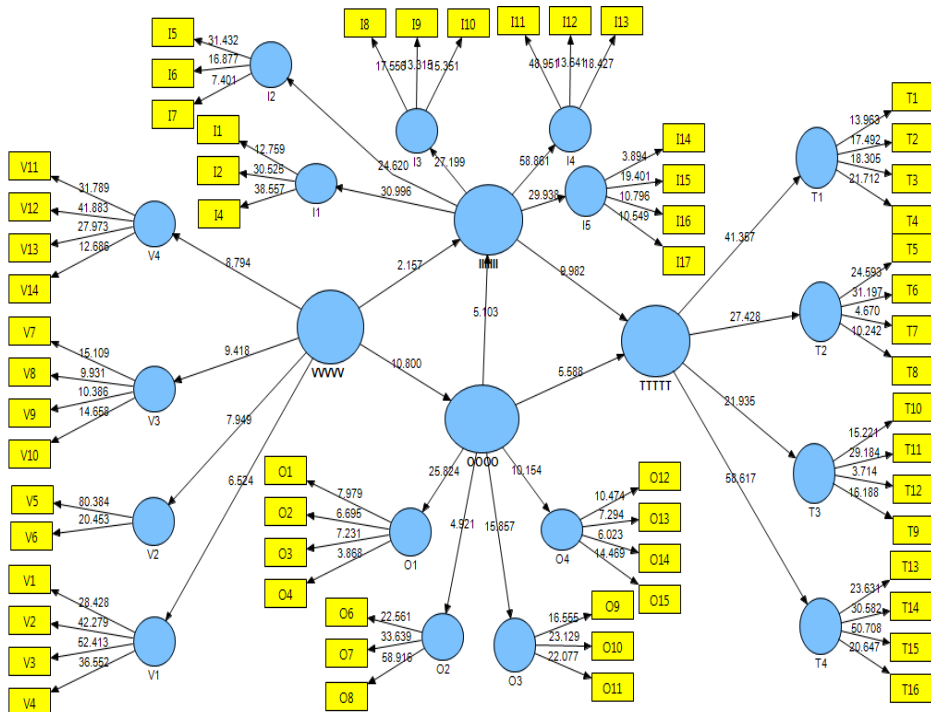 I8
I9
I10
I11
I12
I13
I5
I6
I7
31.432
16.877
7.401
I2
17.556
13.315
15.351
I3
48.951
13.641
18.427
I4
I1
I2
I4
12.759
30.525
38.557
I1
24.620
27.199
58.881
30.996
29.938
I14
I15
I16
I17
3.894
19.401
10.796
10.549
I5
T1
T2
T3
T4
13.963
17.492
18.305
21.712
T1
V11
V12
V13
V14
31.789
41.883
27.973
12.686
V4
8.794
2.157
5.103
9.982
41.357
T5
T6
T7
T8
24.593
31.197
4.670
10.242
T2
27.428
V7
V8
V9
V10
15.109
9.931
10.386
14.658
V3
9.418
VVVV
10.800
5.588
TTTTT
21.935
T10
T11
T12
T9
15.221
29.184
3.714
16.188
T3
7.949
6.524
OOOO
25.824
4.921
15.857
10.154
58.617
V5
V6
80.384
20.453
V2
O1
O2
O3
O4
7.979
6.695
7.231
3.868
O1
O12
O13
O14
O15
10.474
7.294
6.023
14.469
O4
V1
V2
V3
V4
28.428
42.279
52.413
36.552
V1
O6
O7
O8
22.561
33.639
58.916
O2
O9
O10
O11
16.555
23.129
22.077
O3
T13
T14
T15
T16
23.631
30.582
50.708
20.647
T4